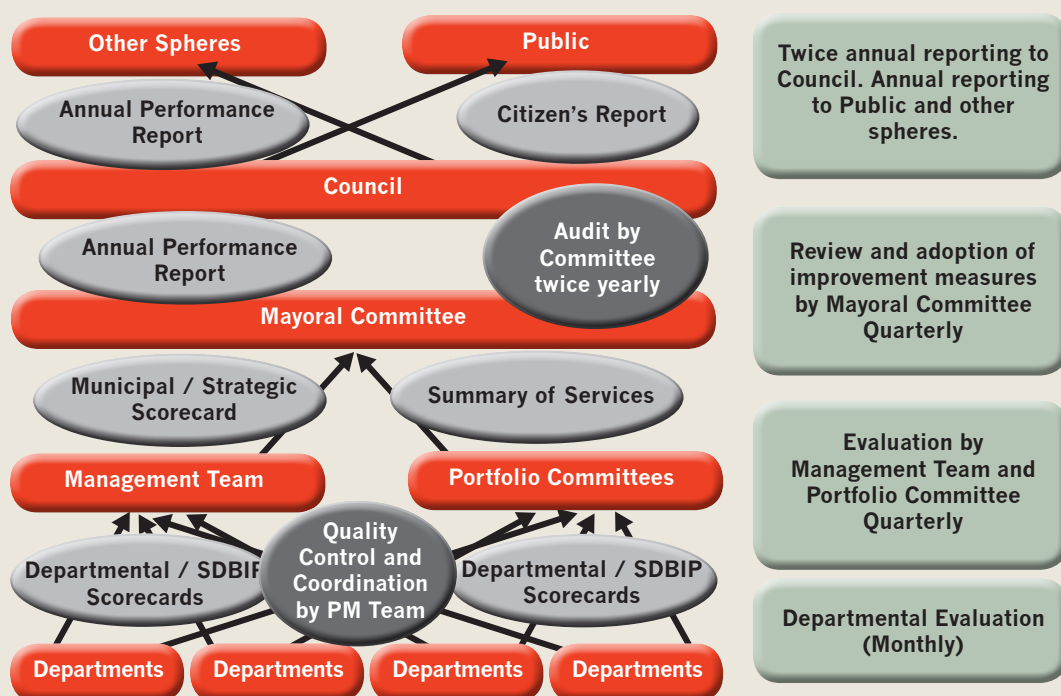 Other Spheres
Public
Annual Performance
Report
Citizen's Report
Council
Annual Performance
Report
Audit by
Committee
twice yearly
Mayoral Committee
Municipal / Strategic
Scorecard
Summary of Services
Management Team
Portfolio Committees
Departmental / SDBIP
Scorecards
Quality
Control and
Coordination
by PM Team
Departmental / SDBIP
Scorecards
Departments
Departments
Departments
Departments
Twice annual reporting to
Council. Annual reporting
to Public and other
spheres.
Review and adoption of
improvement measures
by Mayoral Committee
Quarterly
Evaluation by
Management Team and
Portfolio Committee
Quarterly
Departmental Evaluation
(Monthly)